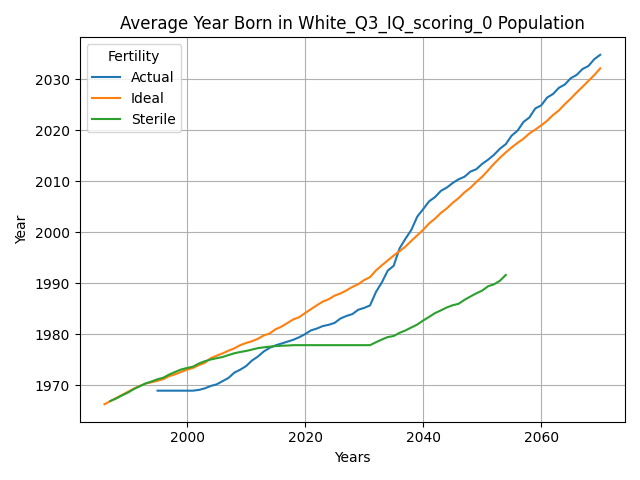 Average Year Born in White_Q3_IQ_scoring_0 Population
Fertility
Actual
Ideal
Sterile
Year
2030
2020
2010
2000
1990
1980
1970
2000
2020
2040
2060
Years